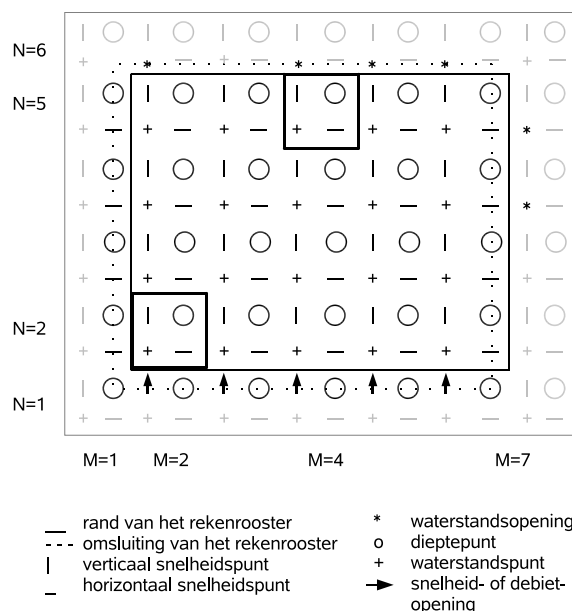 N=6
N=5
N=2
N=1
M=1 M=2 M=4 M=7
rand van het rekenrooster
omsluiting van het rekenrooster
verticaal snelheidspunt
horizontaal snelheidspunt
* waterstandsopening
o dieptepunt
+ waterstandspunt
snelheid- of debiet-
opening